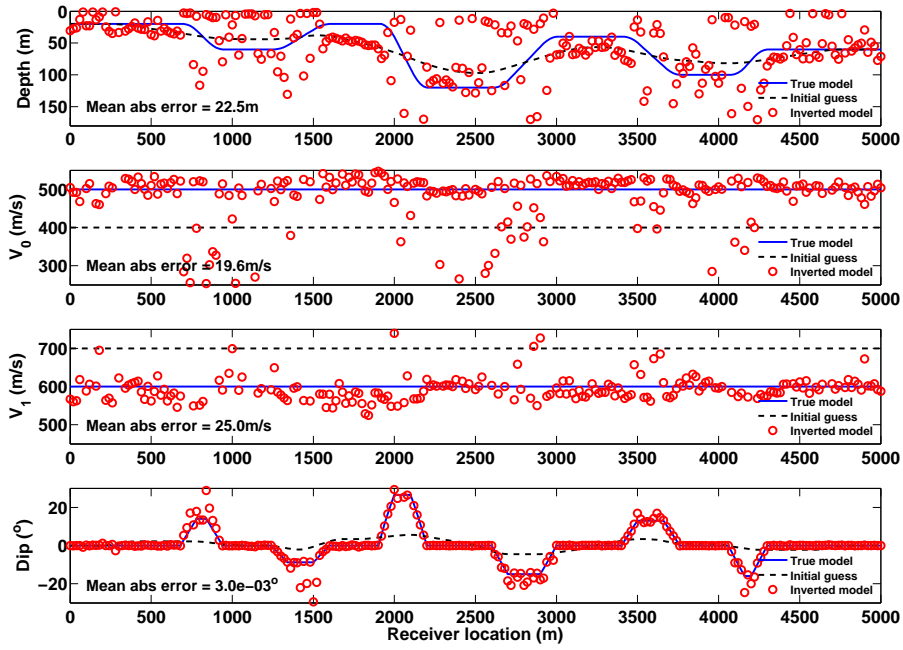 0
50
100
150
Depth (m)
Mean abs error = 22.5m
True model
Initial guess
Inverted model
0 500 1000 1500 2000 2500 3000 3500 4000 4500 5000
500
400
300
V_0 (m/s)
Mean abs error = 19.6m/s
True model
Initial guess
Inverted model
0 500 1000 1500 2000 2500 3000 3500 4000 4500 5000
700
600
500
V_1 (m/s)
Mean abs error = 25.0m/s
True model
Initial guess
Inverted model
0 500 1000 1500 2000 2500 3000 3500 4000 4500 5000
20
0
−20
Dip (°)
Mean abs error = 3.0e−03°
True model
Initial guess
Inverted model
0 500 1000 1500 2000 2500 3000 3500 4000 4500 5000
Receiver location (m)